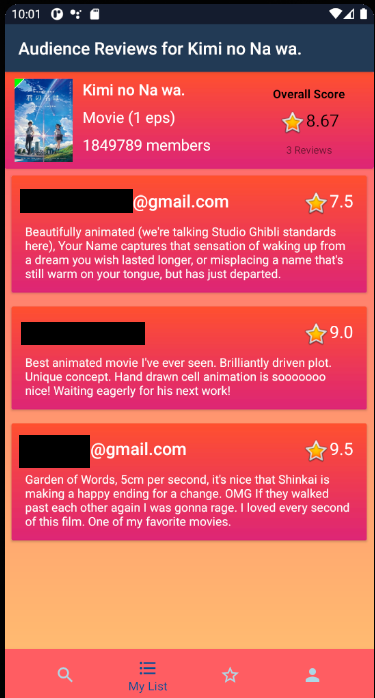 10:01
Audience Reviews for Kimi no Na wa.
Kimi no Na wa.
Movie (1 eps)
1849789 members
Overall Score
8.67
3 Reviews
君の名は。
@gmail.com
7.5
Beautifully animated (we're talking Studio Ghibli standards
here), Your Name captures that sensation of waking up from
a dream you wish lasted longer, or misplacing a name that's
still warm on your tongue, but has just departed.
9.0
Best animated movie I've ever seen. Brilliantly driven plot.
Unique concept. Hand drawn cell animation is sooooooo
nice! Waiting eagerly for his next work!
@gmail.com
9.5
Garden of Words, 5cm per second, it's nice that Shinkai is
making a happy ending for a change. OMG If they walked
past each other again I was gonna rage. I loved every second
of this film. One of my favorite movies.
My List